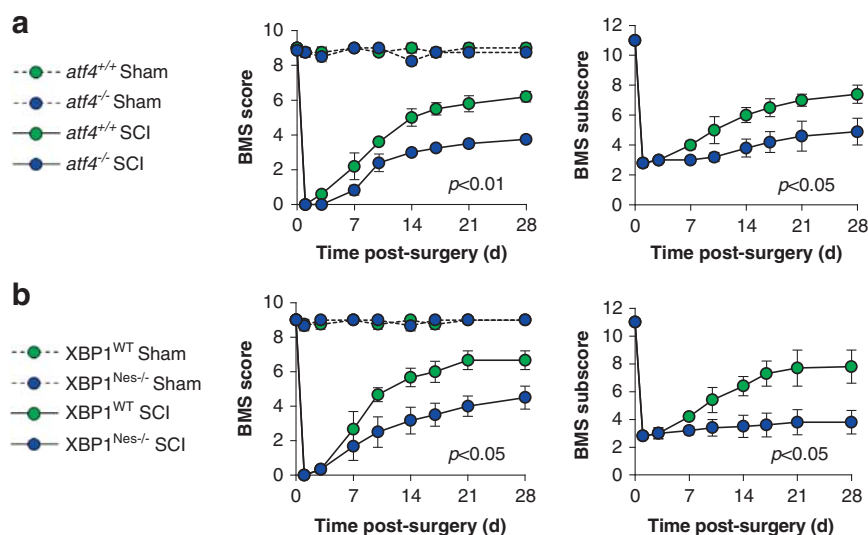 a
atf4+/+ Sham
atf4-/- Sham
atf4+/+ SCI
atf4-/- SCI
BMS score
10
8
6
4
2
0
p<0.01
0 7 14 21 28
Time post-surgery (d)
BMS subscore
12
10
8
6
4
2
0
p<0.05
0 7 14 21 28
Time post-surgery (d)
b
XBP1WT Sham
XBP1Nes-/- Sham
XBP1WT SCI
XBP1Nes-/- SCI
BMS score
10
8
6
4
2
0
p<0.05
0 7 14 21 28
Time post-surgery (d)
BMS subscore
12
10
8
6
4
2
0
p<0.05
0 7 14 21 28
Time post-surgery (d)